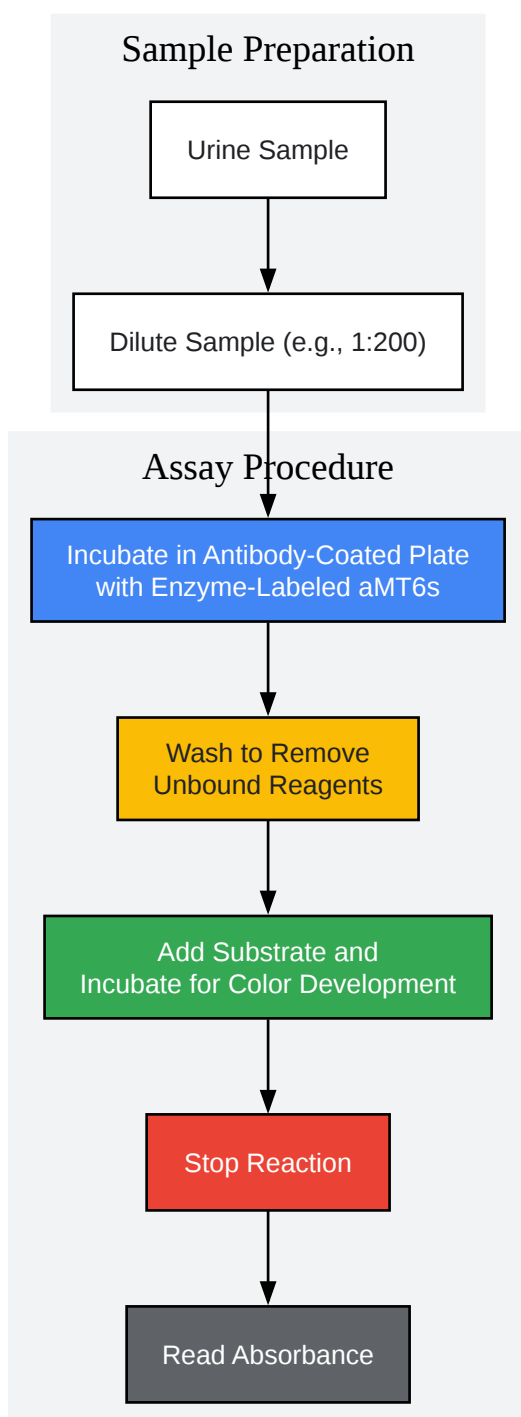 Sample Preparation
Urine Sample
Dilute Sample (e.g., 1:200)
Assay Procedure
Incubate in Antibody-Coated Plate
with Enzyme-Labeled aMT6s
Wash to Remove
Unbound Reagents
Add Substrate and
Incubate for Color Development
Stop Reaction
Read Absorbance